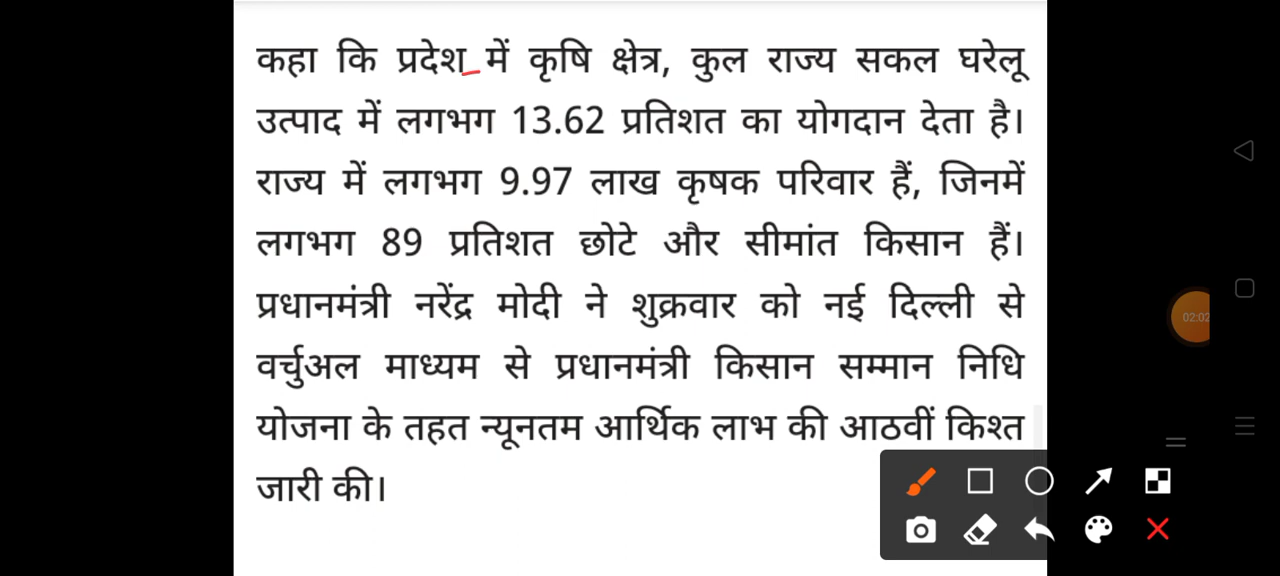 कहा कि प्रदेश में कृषि क्षेत्र, कुल राज्य सकल घरेलू
उत्पाद में लगभग 13.62 प्रतिशत का योगदान देता है।
राज्य में लगभग 9.97 लाख कृषक परिवार हैं, जिनमें
लगभग 89 प्रतिशत छोटे और सीमांत किसान हैं।
प्रधानमंत्री नरेंद्र मोदी ने शुक्रवार को नई दिल्ली से
वर्चुअल माध्यम से प्रधानमंत्री किसान सम्मान निधि
योजना के तहत न्यूनतम आर्थिक लाभ की आठवीं किश्त
जारी की।
02:02